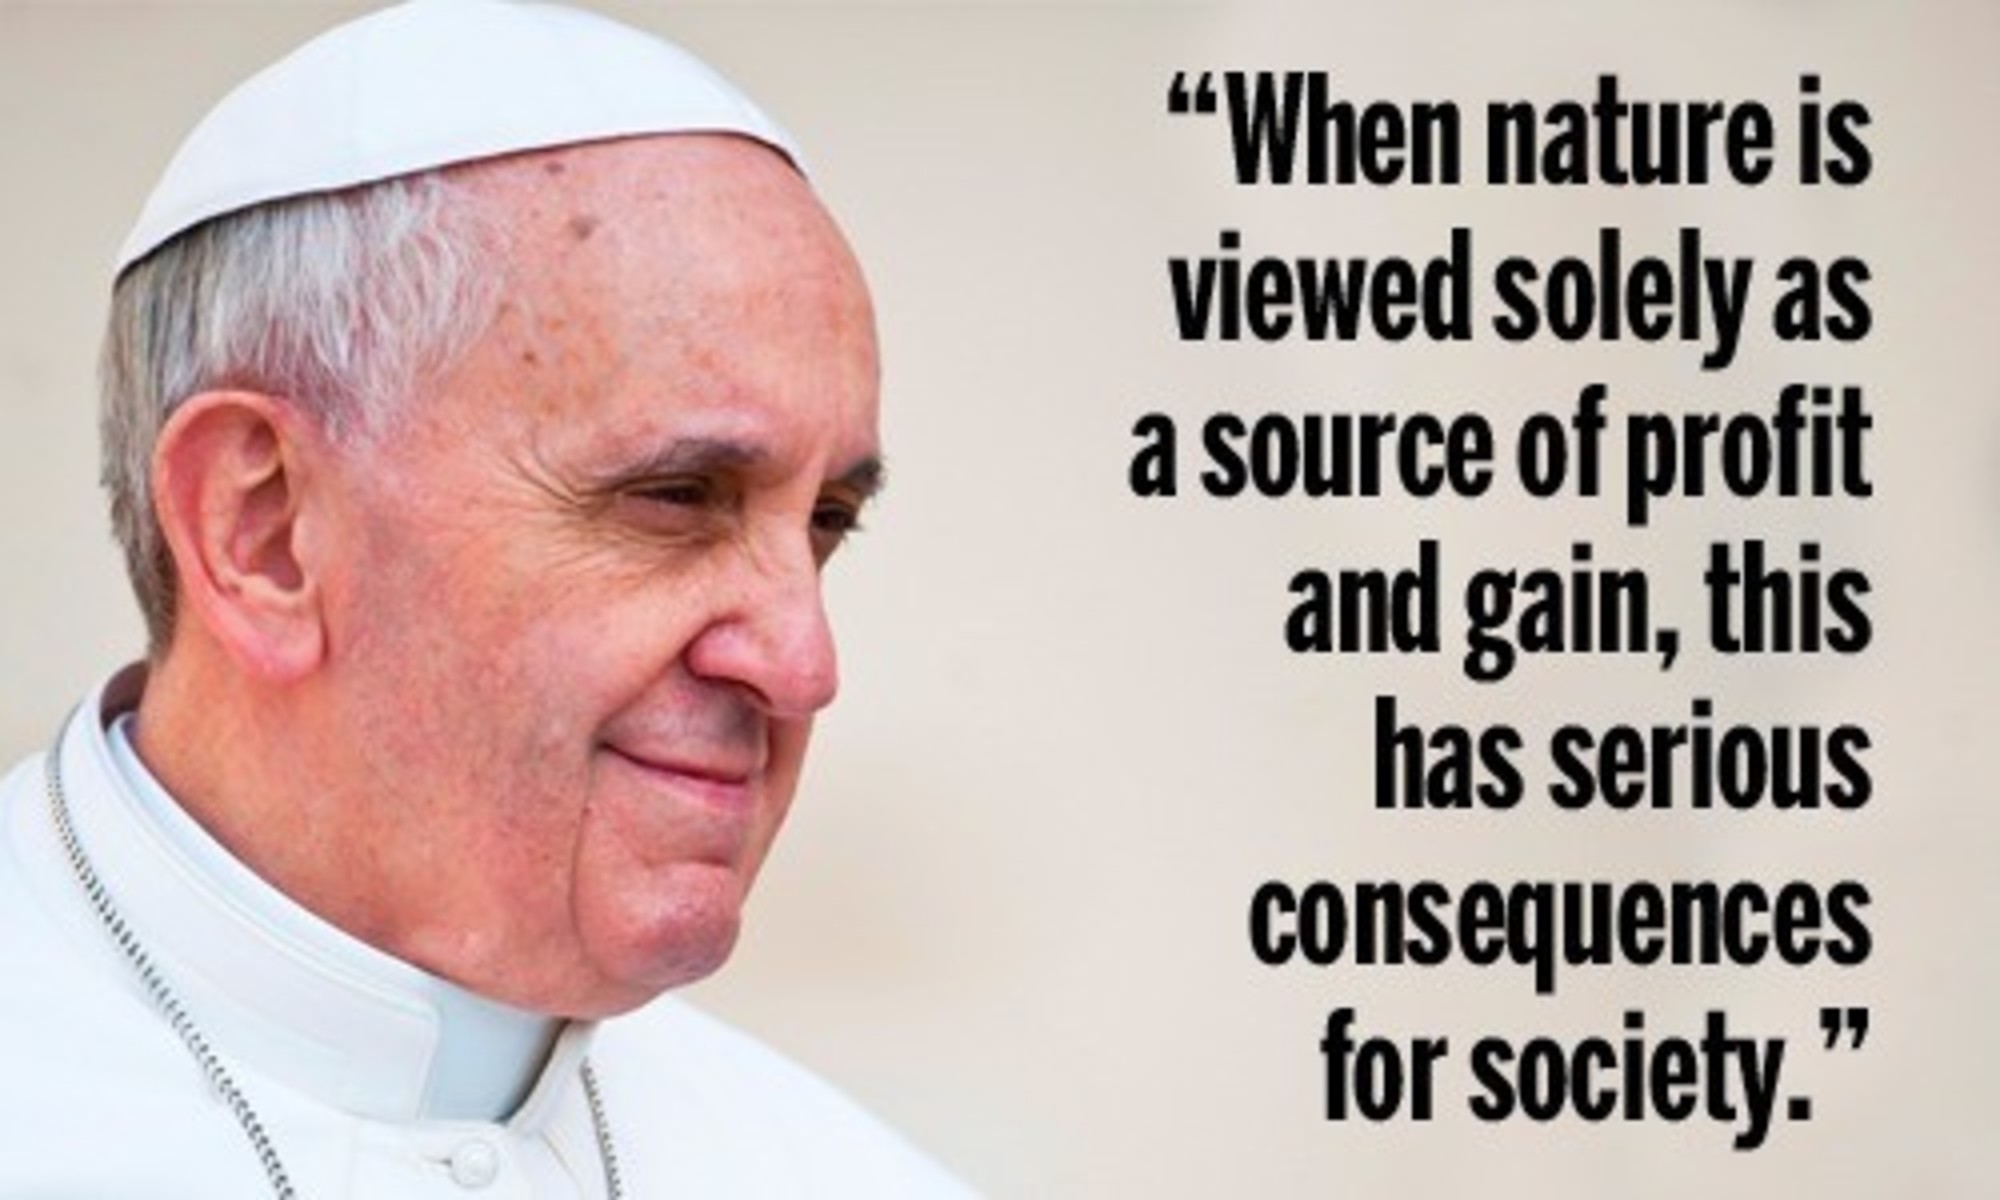 “When nature is
viewed solely as
a source of profit
and gain, this
has serious
consequences
for society.”